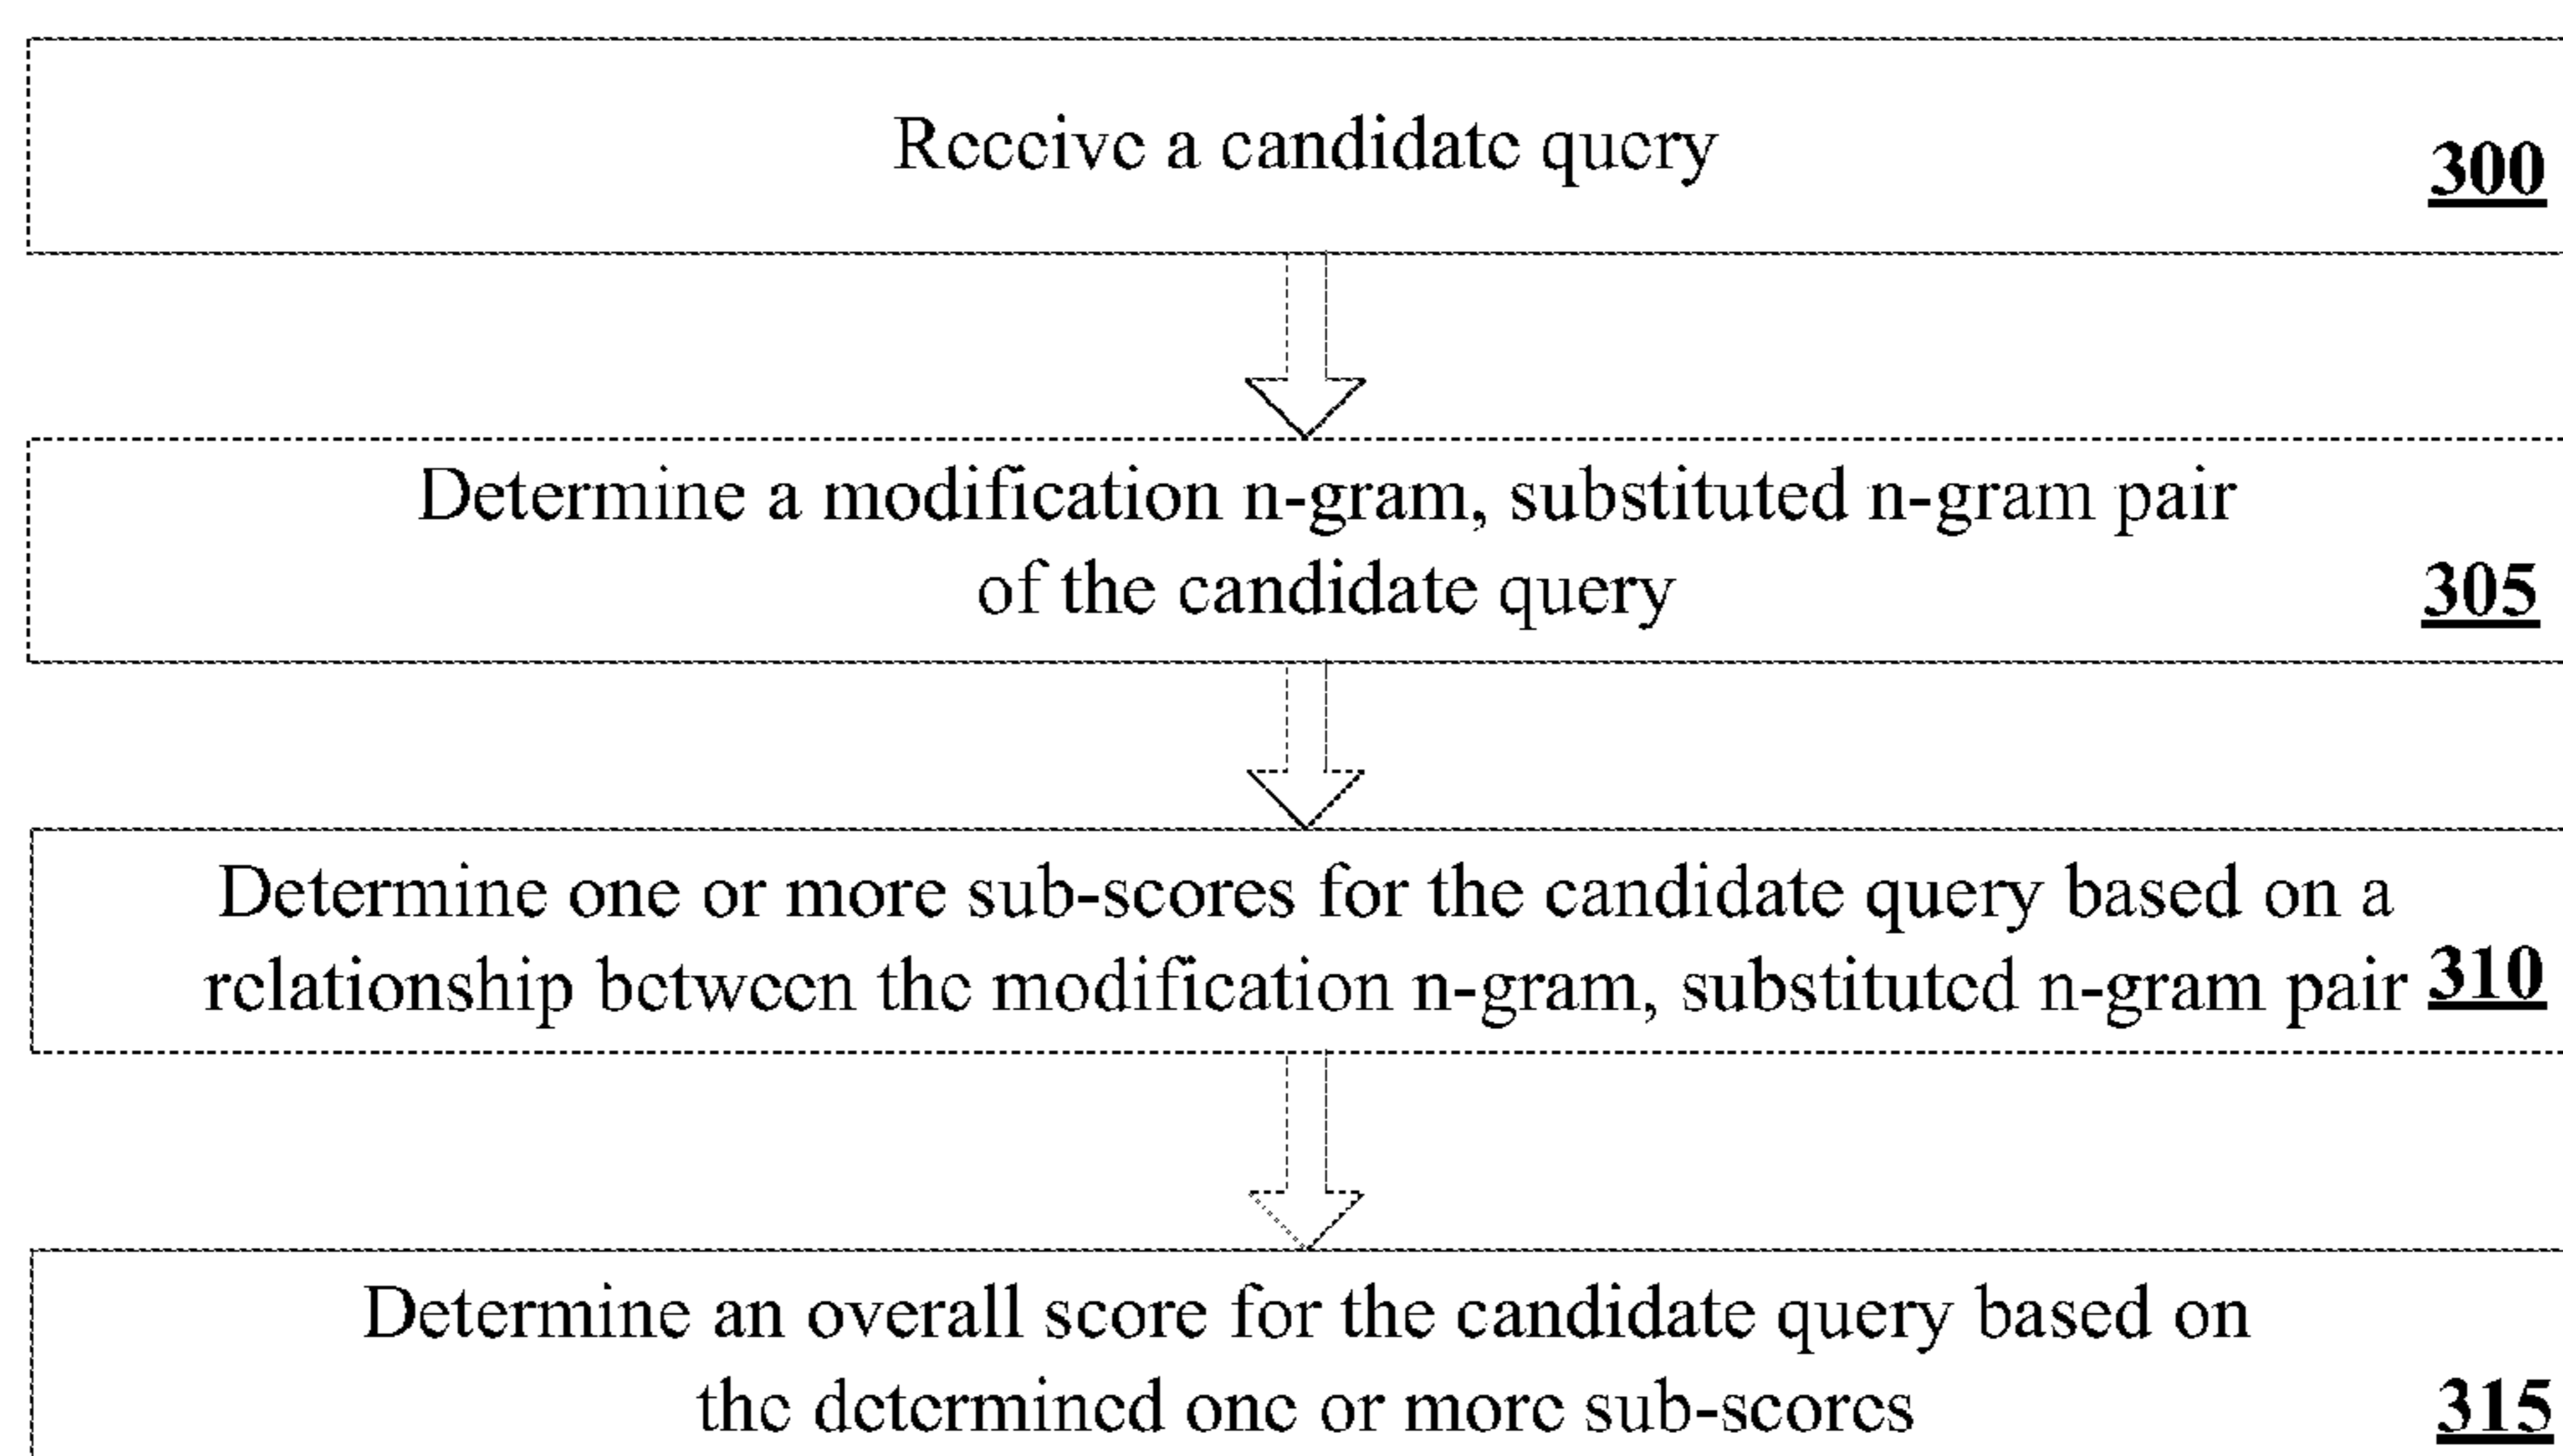 Receive a candidate query
300
Determine a modification n-gram, substituted n-gram pair
of the candidate query
305
Determine one or more sub-scores for the candidate query based on a
relationship between the modification n-gram, substituted n-gram pair 310
Determine an overall score for the candidate query based on
the determined one or more sub-scores
315